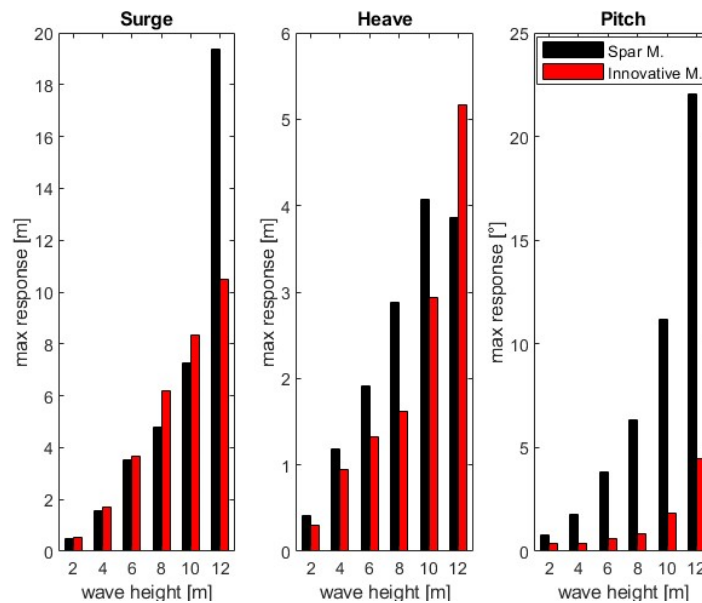 Surge
20
18
16
14
12
10
8
6
4
2
0
max response [m]
2 4 6 8 10 12
wave height [m]
Heave
6
5
4
3
2
1
0
max response [m]
2 4 6 8 10 12
wave height [m]
Pitch
Spar M.
Innovative M.
25
20
15
10
5
0
max response [°]
2 4 6 8 10 12
wave height [m]